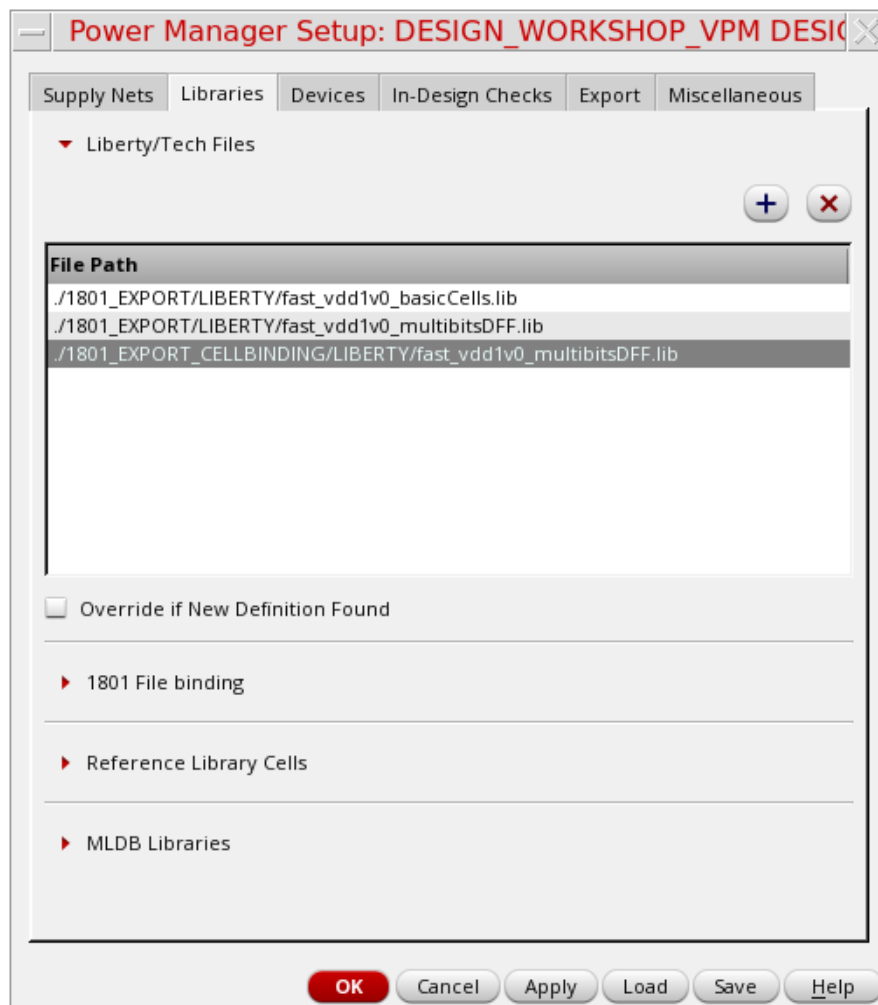 Power Manager Setup: DESIGN_WORKSHOP_VPM DESIG
Supply Nets Libraries Devices In-Design Checks Export Miscellaneous
Liberty/Tech Files
File Path
./1801_EXPORT/LIBERTY/fast_vdd1v0_basicCells.lib
./1801_EXPORT/LIBERTY/fast_vdd1v0_multibitsDFF.lib
./1801_EXPORT_CELLBINDING/LIBERTY/fast_vdd1v0_multibitsDFF.lib
Override if New Definition Found
1801 File binding
Reference Library Cells
MLDB Libraries
OK Cancel Apply Load Save Help